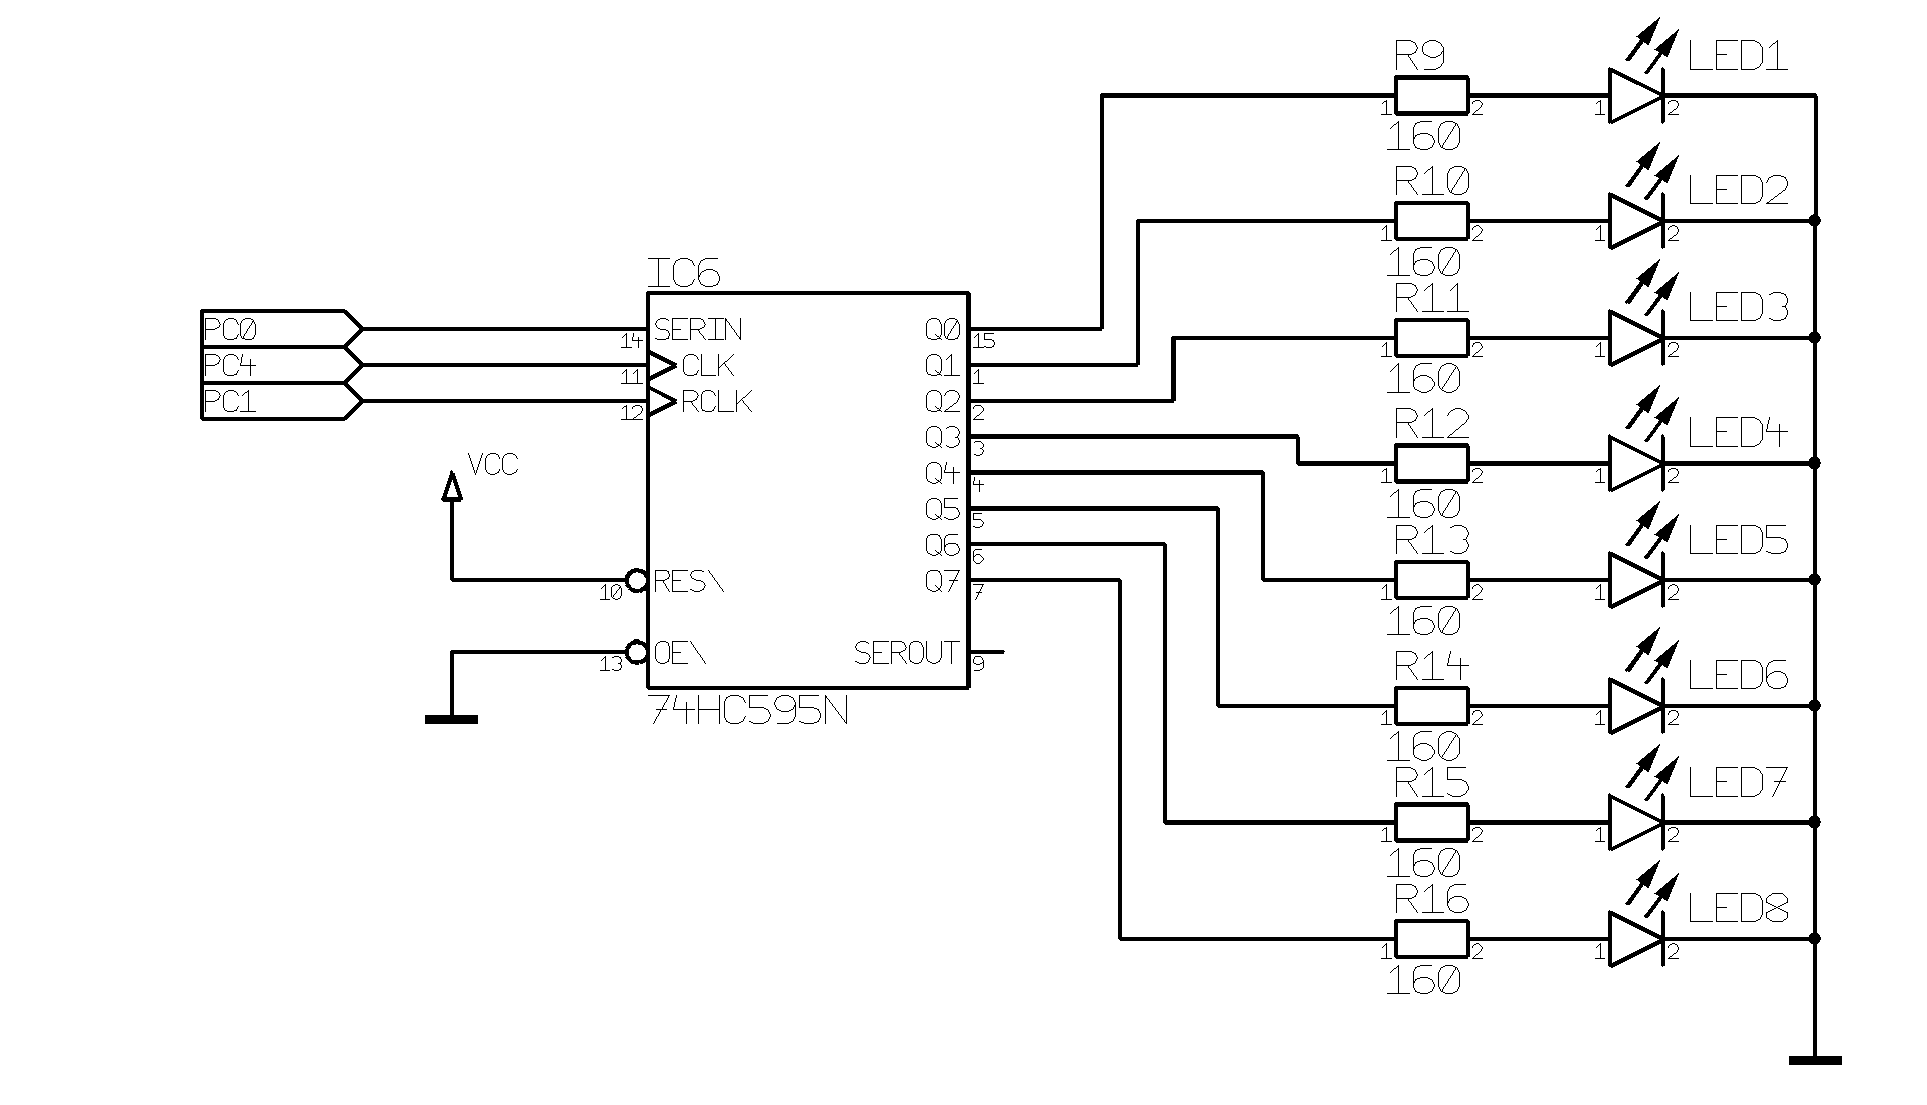 R9
LED1
1 2 1 2
160
R10
LED2
1 2 1 2
160
R11
LED3
1 2 1 2
160
R12
LED4
1 2 1 2
160
R13
LED5
1 2 1 2
160
R14
LED6
1 2 1 2
160
R15
LED7
1 2 1 2
160
R16
LED8
1 2 1 2
160
IC6
PC0
14 SERIN
Q0 15
PC4
11 CLK
Q1 1
PC1
12 RCLK
Q2 2
Q3 3
VCC
Q4 4
Q5 5
Q6 6
10 RES\
Q7 7
13 OE\
SEROUT 9
74HC595N